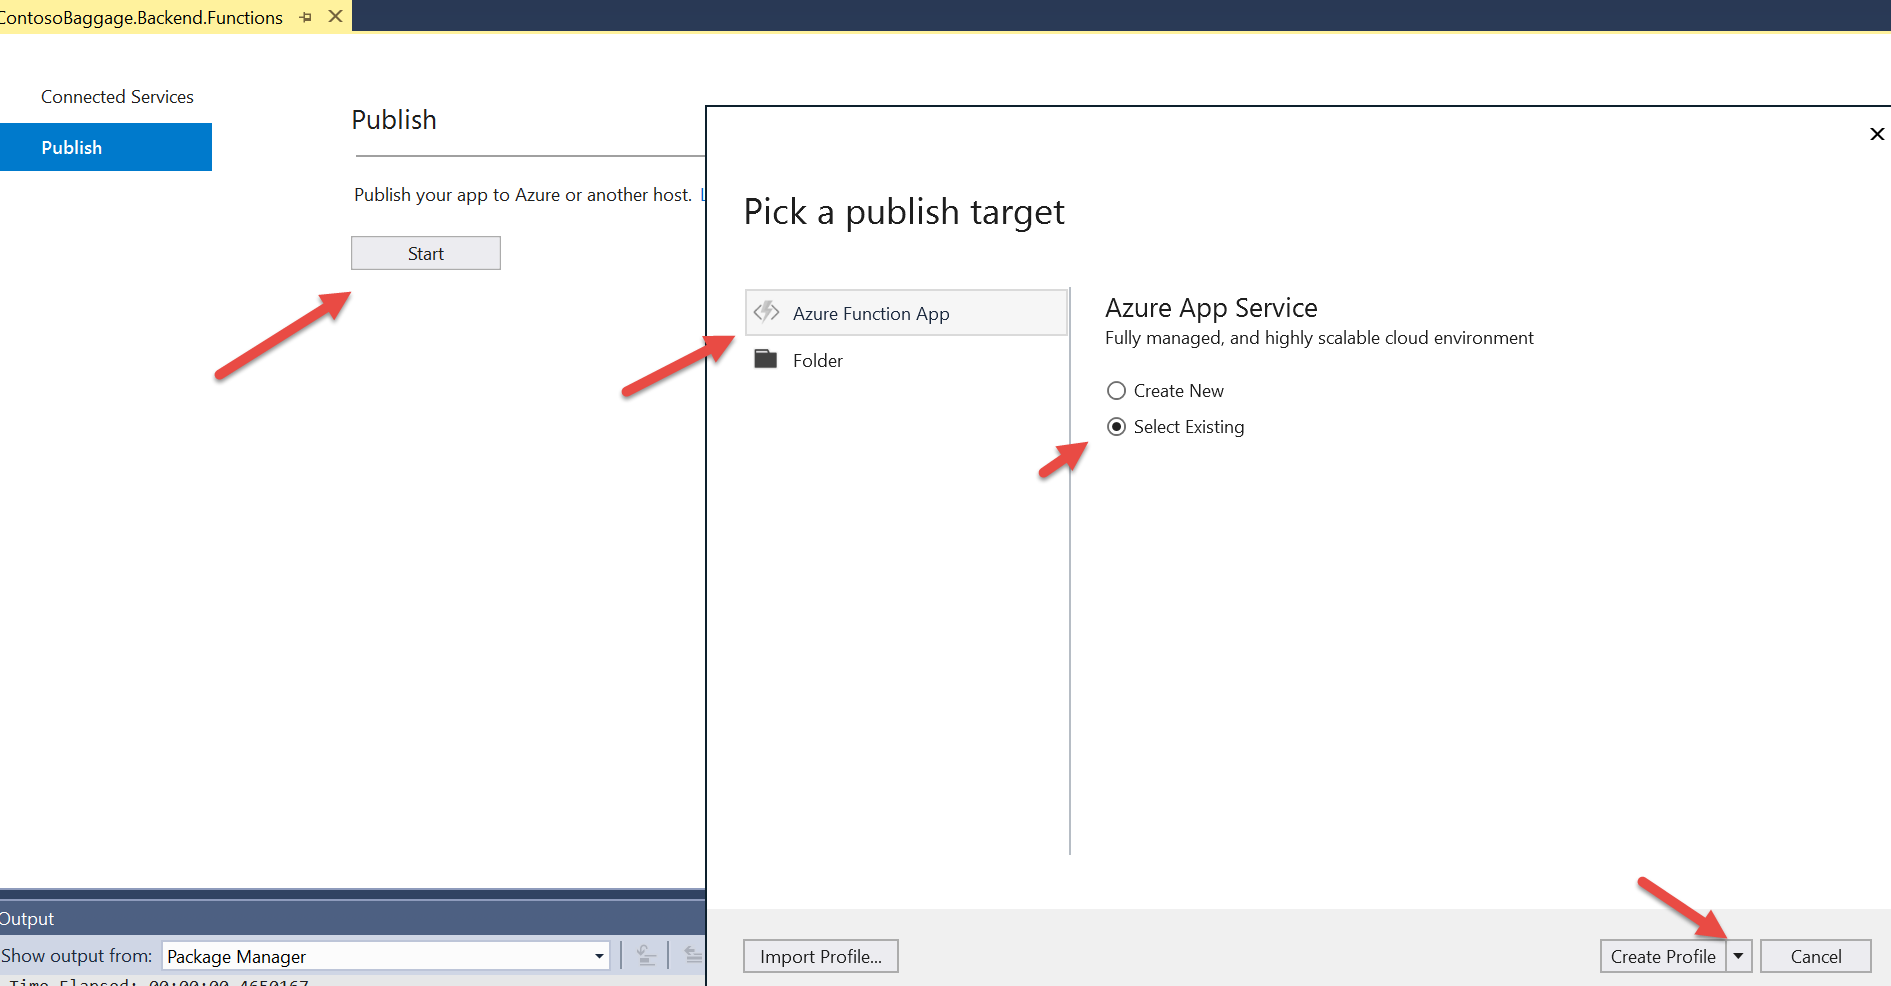 ContosoBaggage.Backend.Functions
Connected Services
Publish
Publish
Publish your app to Azure or another host.
Start
Pick a publish target
Azure Function App
Folder
Azure App Service
Fully managed, and highly scalable cloud environment
Create New
Select Existing
Output
Show output from: Package Manager
Time Elapsed: 00:00:00.4650167
Import Profile...
Create Profile
Cancel